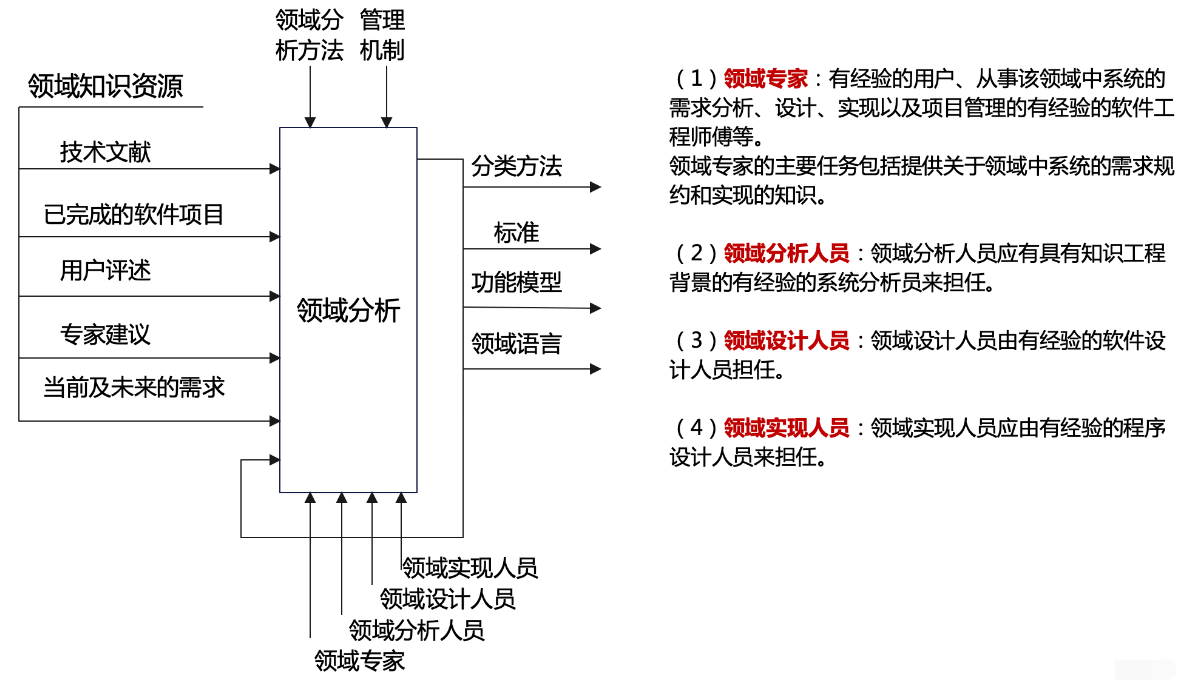 领域分
析方法
管理
机制
领域知识资源
技术文献
已完成的软件项目
用户评述
专家建议
当前及未来的需求
领域分析
分类方法
标准
功能模型
领域语言
领域实现人员
领域设计人员
领域分析人员
领域专家
（1）领域专家：有经验的用户、从事该领域中系统的
需求分析、设计、实现以及项目管理的有经验的软件工
程师傅等。
领域专家的主要任务包括提供关于领域中系统的需求规
约和实现的知识。
（2）领域分析人员：领域分析人员应有具有知识工程
背景的有经验的系统分析员来担任。
（3）领域设计人员：领域设计人员由有经验的软件设
计人员担任。
（4）领域实现人员：领域实现人员应由有经验的程序
设计人员来担任。